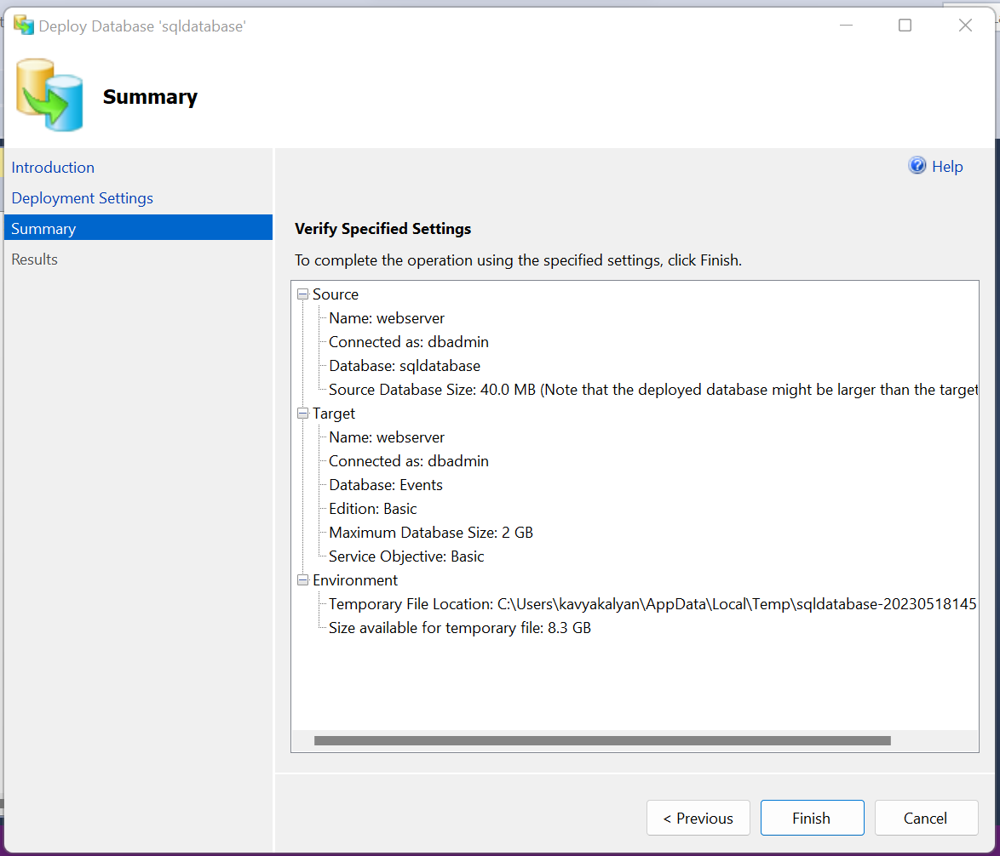 Deploy Database 'sqldatabase'
Summary
Introduction
Deployment Settings
Summary
Results
Help
Verify Specified Settings
To complete the operation using the specified settings, click Finish.
Source
Name: webserver
Connected as: dbadmin
Database: sqldatabase
Source Database Size: 40.0 MB (Note that the deployed database might be larger than the target
Target
Name: webserver
Connected as: dbadmin
Database: Events
Edition: Basic
Maximum Database Size: 2 GB
Service Objective: Basic
Environment
Temporary File Location: C:\Users\kavyakalyan\AppData\Local\Temp\sqldatabase-20230518145
Size available for temporary file: 8.3 GB
< Previous
Finish
Cancel